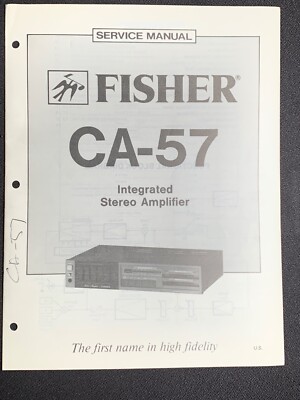 SERVICE MANUAL
FISHER®
CA-57
Integrated
Stereo Amplifier
CA-57
The first name in high fidelity
U.S.